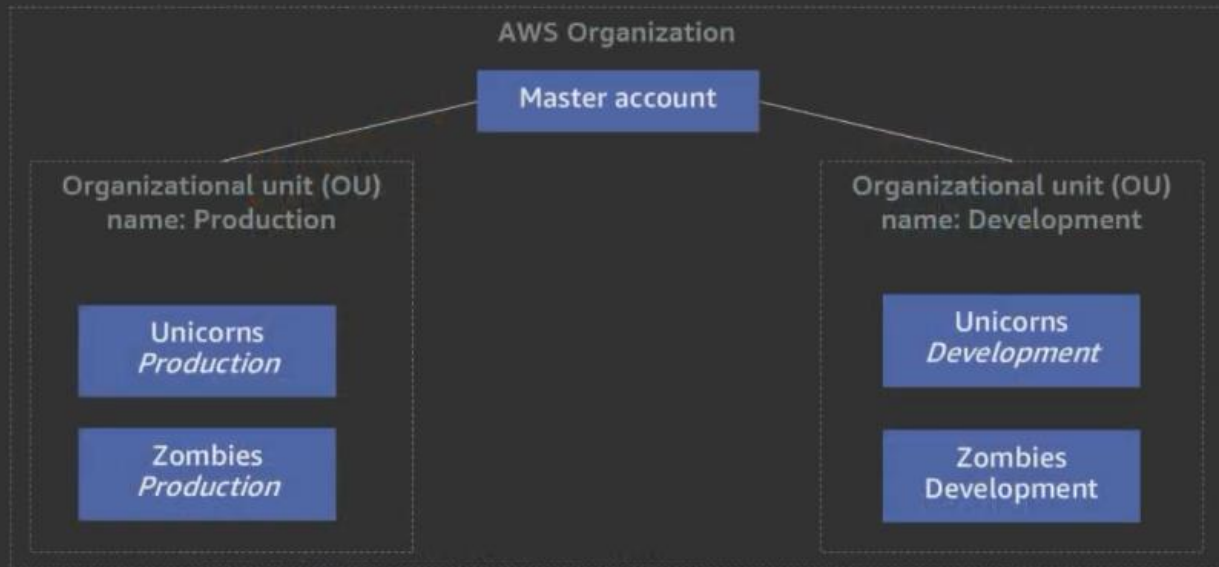 AWS Organization
Master account
Organizational unit (OU)
name: Production
Unicorns
Production
Zombies
Production
Organizational unit (OU)
name: Development
Unicorns
Development
Zombies
Development